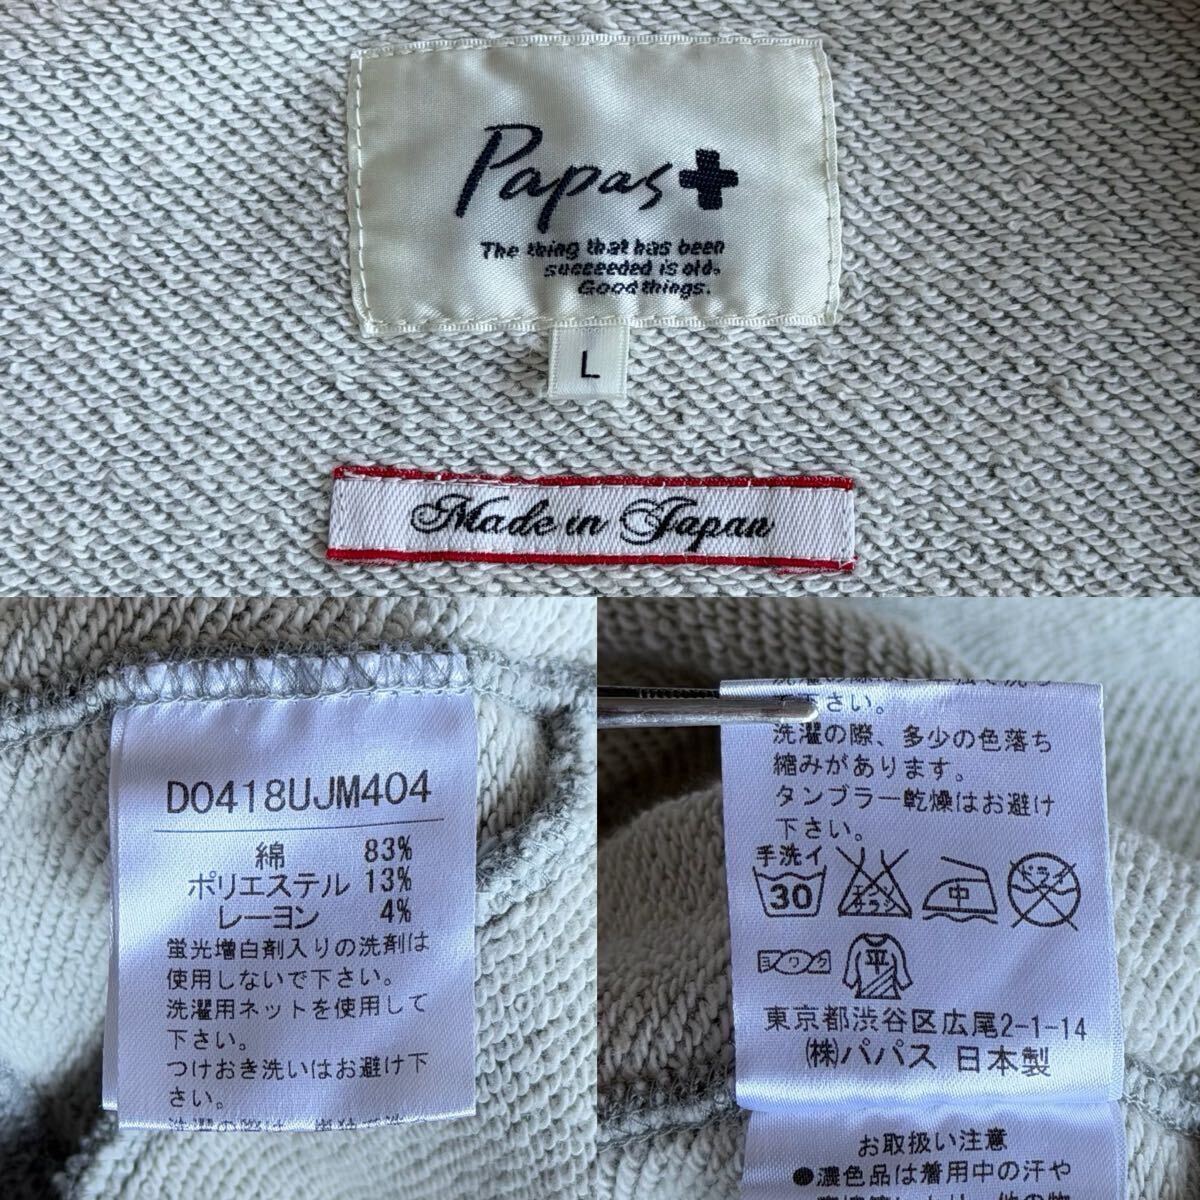 Papas+
The thing that has been
succeeded is old.
Good things.
L
Made in Japan
D0418UJM404
綿 83%
ポリエステル 13%
レーヨン 4%
蛍光増白剤入りの洗剤は
使用しないで下さい。
洗濯用ネットを使用して
下さい。
つけおき洗いはお避け下
さい。
下さい。
洗濯の際、多少の色落ち
縮みがあります。
タンブラー乾燥はお避け
下さい。
手洗イ
30 エンソサラシ 中 ドライ
ヨワク 平
東京都渋谷区広尾2-1-14
(株)パパス 日本製
お取扱い注意
●濃色品は着用中の汗や